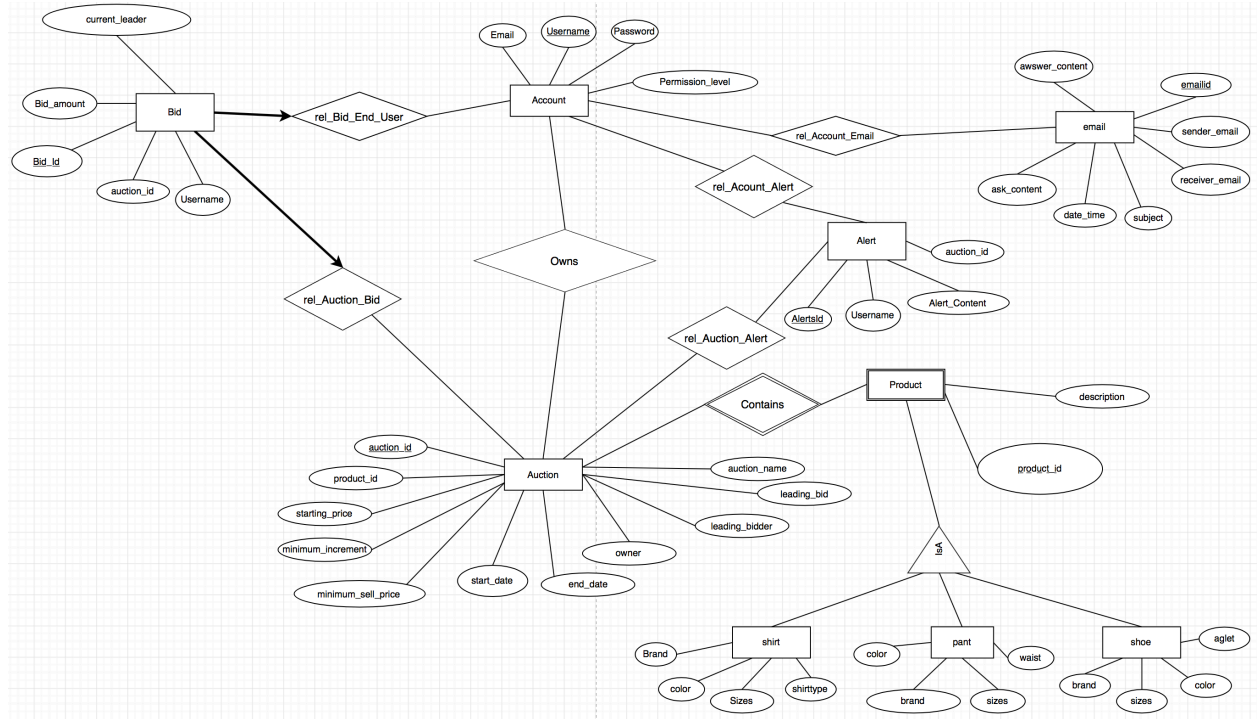 current_leader
Email
Username
Password
Permission_level
Account
Bid_amount
Bid
Bid_Id
auction_id
Username
rel_Bid_End_User
rel_Account_Email
awswer_content
emailid
email
sender_email
receiver_email
ask_content
date_time
subject
rel_Acount_Alert
Alert
auction_id
Alert_Content
Username
AlertsId
Owns
rel_Auction_Bid
rel_Auction_Alert
Contains
Product
description
product_id
auction_id
product_id
starting_price
minimum_increment
minimum_sell_price
start_date
end_date
owner
leading_bidder
leading_bid
auction_name
Auction
IsA
shirt
Brand
color
Sizes
shirttype
pant
color
brand
sizes
waist
shoe
aglet
brand
sizes
color